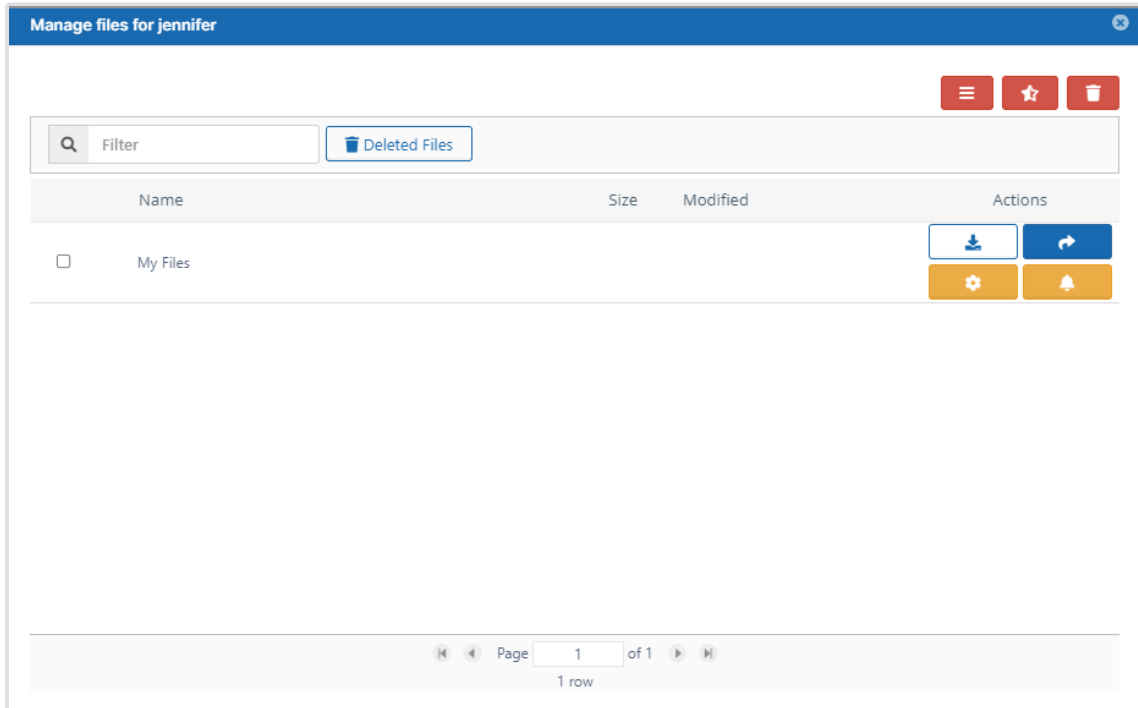 Manage files for jennifer
Filter
Deleted Files
Name Size Modified Actions
My Files
Page 1 of 1
1 row